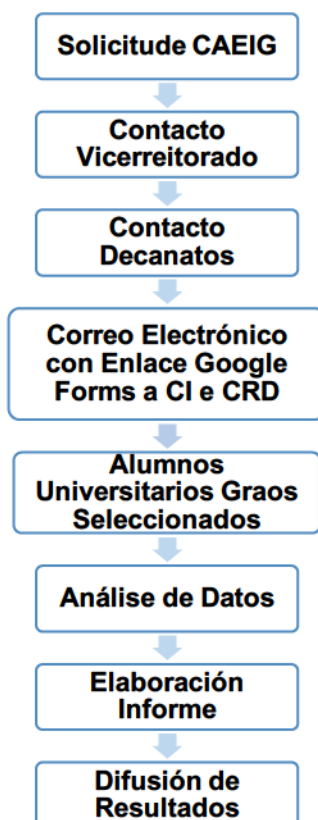 Solicitude CAEIG
Contacto
Vicerreitorado
Contacto
Decanatos
Correo Electrónico
con Enlace Google
Forms a CI e CRD
Alumnos
Universitarios Graos
Seleccionados
Análise de Datos
Elaboración
Informe
Difusión de
Resultados